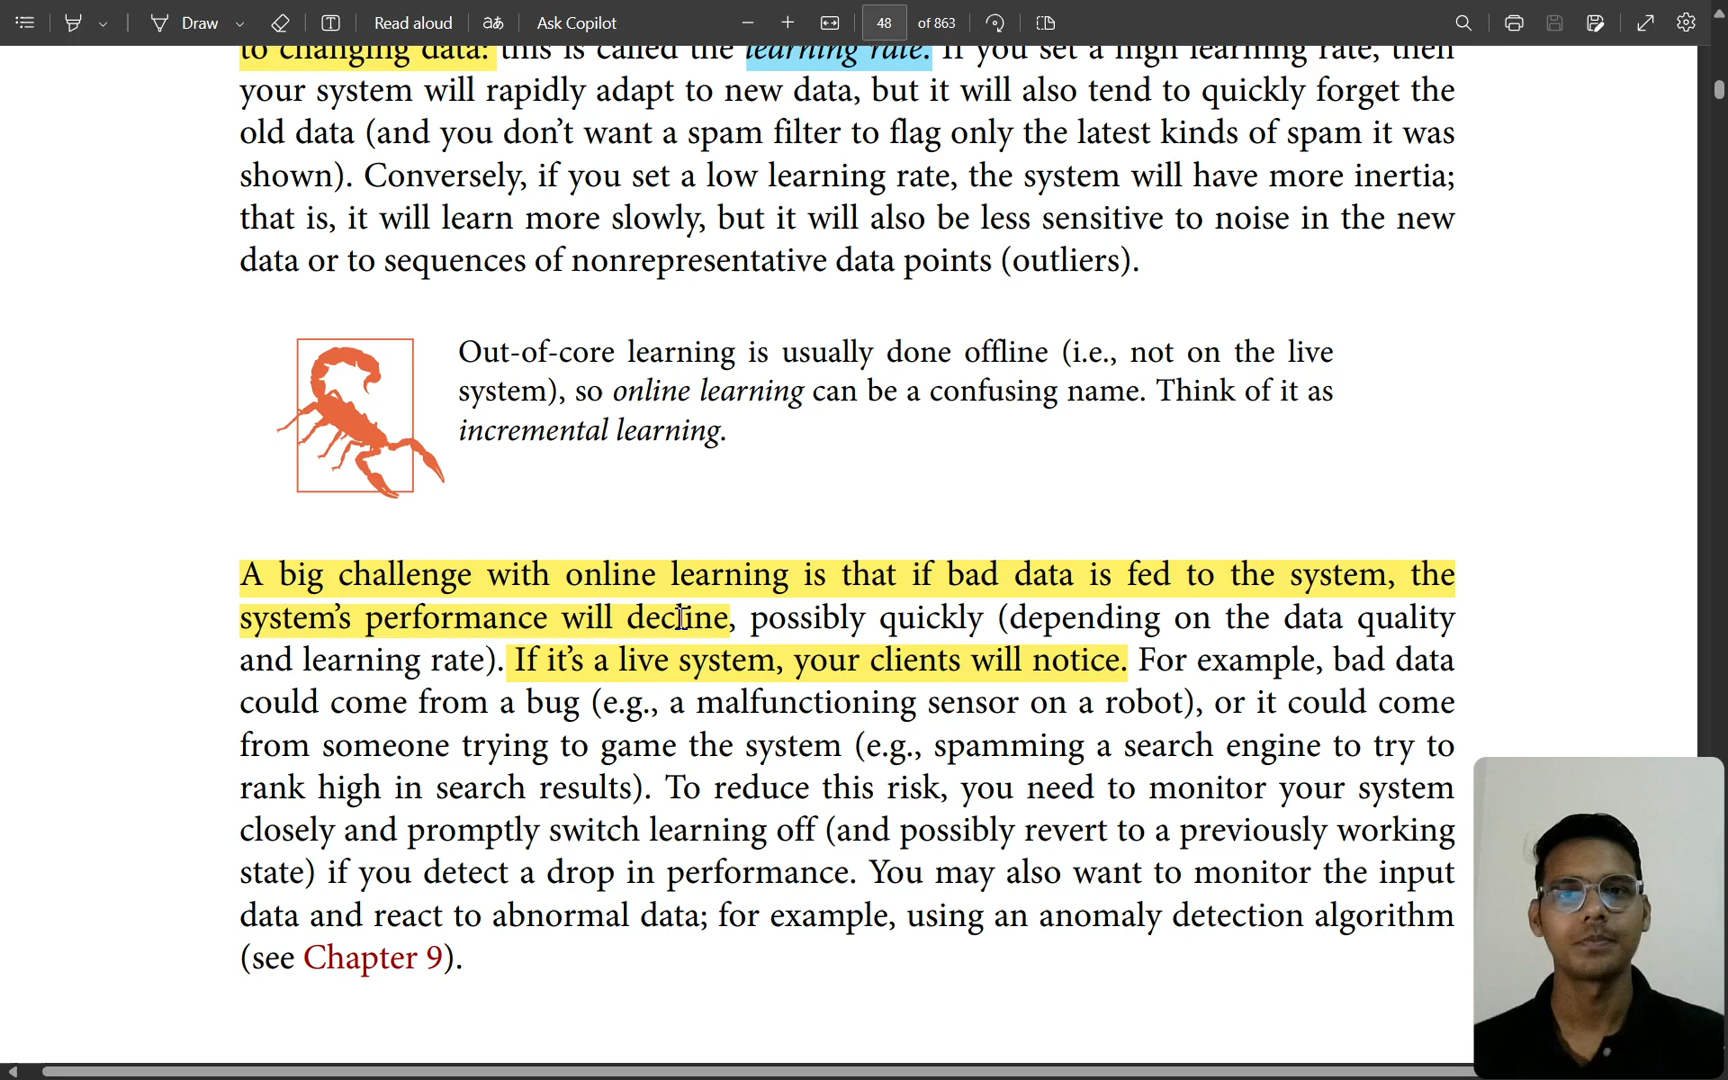 Draw
Read aloud
aあ
Ask Copilot
48
of 863
to changing data: this is called the learning rate. If you set a high learning rate, then
your system will rapidly adapt to new data, but it will also tend to quickly forget the
old data (and you don’t want a spam filter to flag only the latest kinds of spam it was
shown). Conversely, if you set a low learning rate, the system will have more inertia;
that is, it will learn more slowly, but it will also be less sensitive to noise in the new
data or to sequences of nonrepresentative data points (outliers).
Out-of-core learning is usually done offline (i.e., not on the live
system), so online learning can be a confusing name. Think of it as
incremental learning.
A big challenge with online learning is that if bad data is fed to the system, the
system’s performance will decline, possibly quickly (depending on the data quality
and learning rate). If it’s a live system, your clients will notice. For example, bad data
could come from a bug (e.g., a malfunctioning sensor on a robot), or it could come
from someone trying to game the system (e.g., spamming a search engine to try to
rank high in search results). To reduce this risk, you need to monitor your system
closely and promptly switch learning off (and possibly revert to a previously working
state) if you detect a drop in performance. You may also want to monitor the input
data and react to abnormal data; for example, using an anomaly detection algorithm
(see Chapter 9).